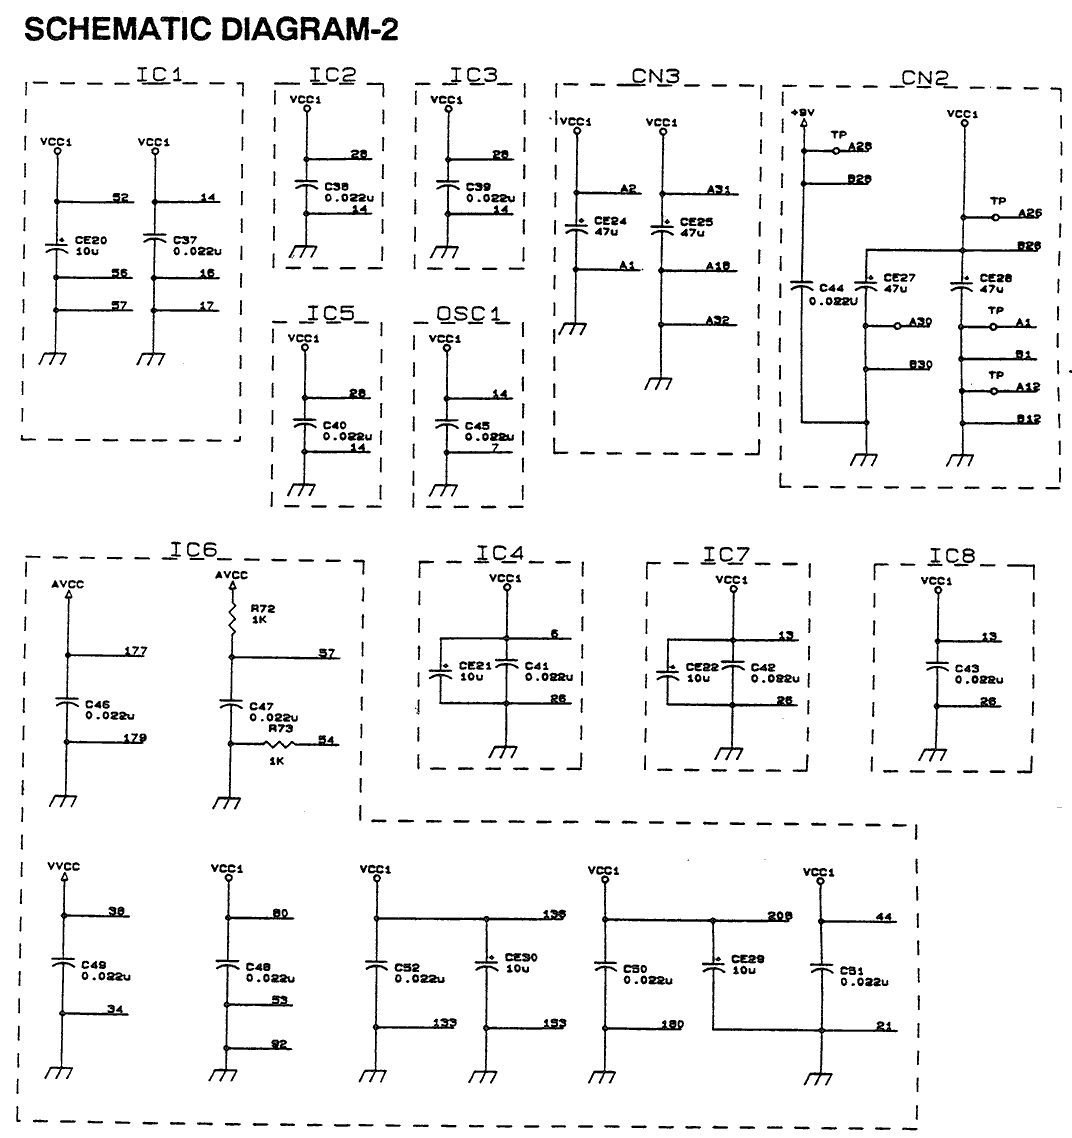 SCHEMATIC DIAGRAM-2
IC1
VCC1
VCC1
52
14
CE20
10u
C37
0.022u
56
16
57
17
IC2
VCC1
28
C38
0.022u
14
IC3
VCC1
28
C39
0.022u
14
CN3
VCC1
VCC1
A2
A31
CE24
47u
CE25
47u
A1
A18
A32
CN2
+9V
VCC1
TP
A28
B28
TP
A26
B26
C44
0.022u
CE27
47u
CE28
47u
A30
TP
A1
B1
B30
TP
A12
B12
IC5
VCC1
28
C40
0.022u
14
OSC1
VCC1
14
C45
0.022u
7
IC6
AVCC
AVCC
R72
1K
177
57
C46
0.022u
C47
0.022u
179
R73
1K
54
IC4
VCC1
6
CE21
10u
C41
0.022u
26
IC7
VCC1
13
CE22
10u
C42
0.022u
26
IC8
VCC1
13
C43
0.022u
26
VVCC
38
C49
0.022u
34
VCC1
80
C48
0.022u
53
92
VCC1
136
C52
0.022u
CE30
10u
133
153
VCC1
208
C50
0.022u
CE29
10u
180
VCC1
44
C51
0.022u
21